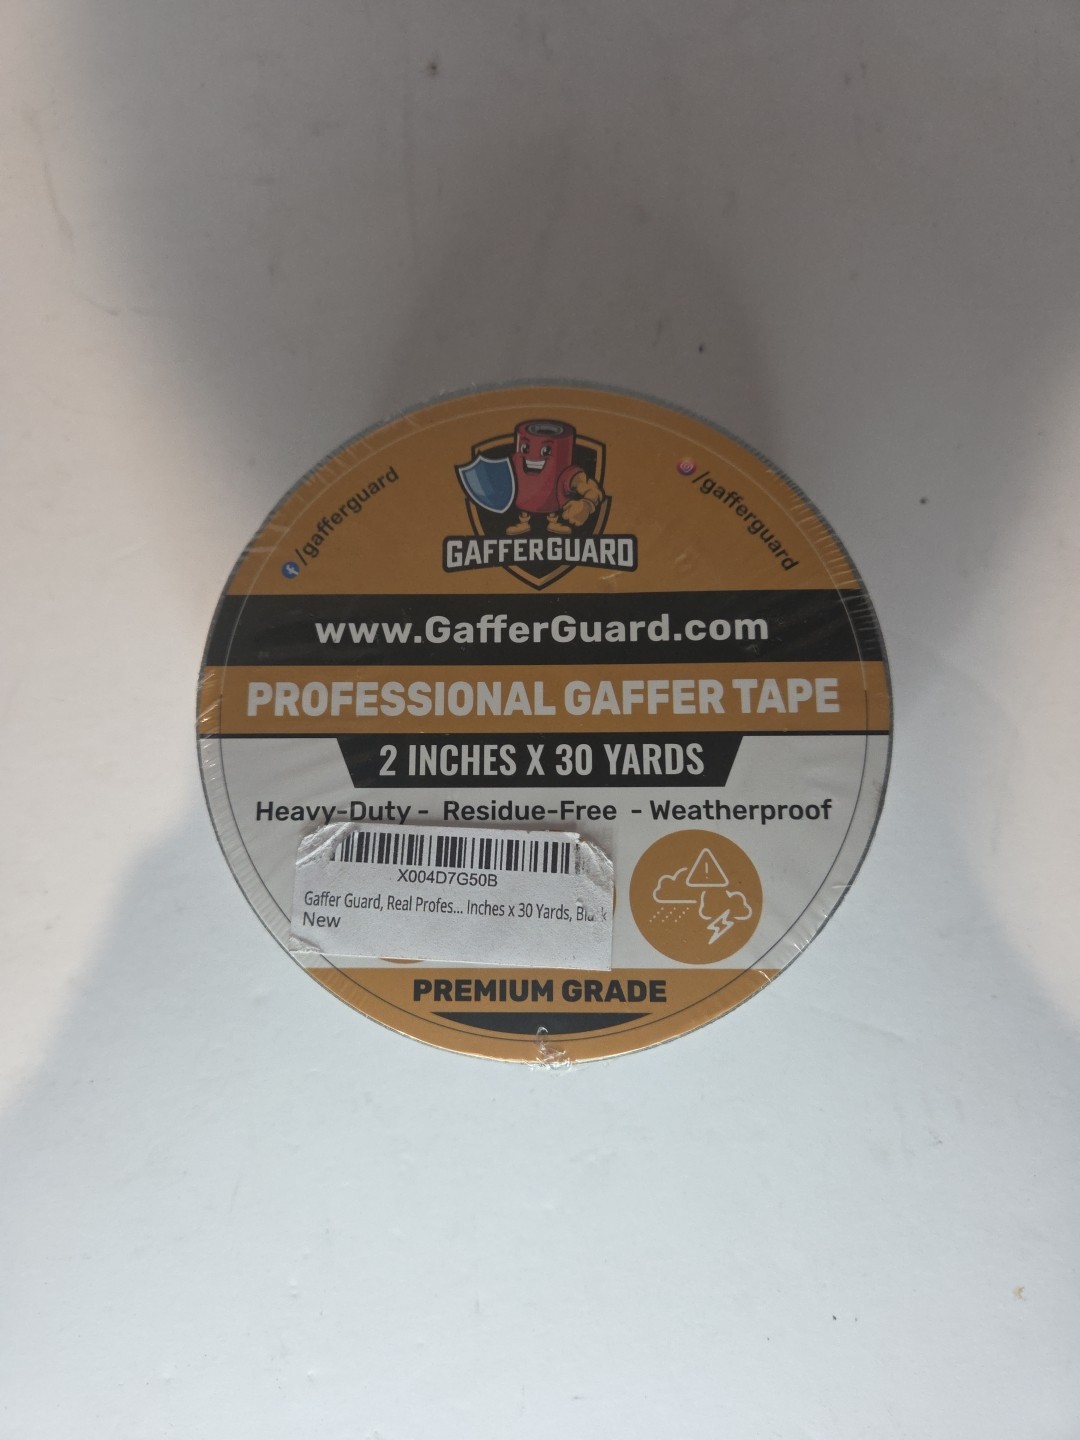 GAFFERGUARD
/gafferguard
/gafferguard
www.GafferGuard.com
PROFESSIONAL GAFFER TAPE
2 INCHES X 30 YARDS
Heavy-Duty - Residue-Free - Weatherproof
X004D7G50B
Gaffer Guard, Real Profes... Inches x 30 Yards,
New
PREMIUM GRADE